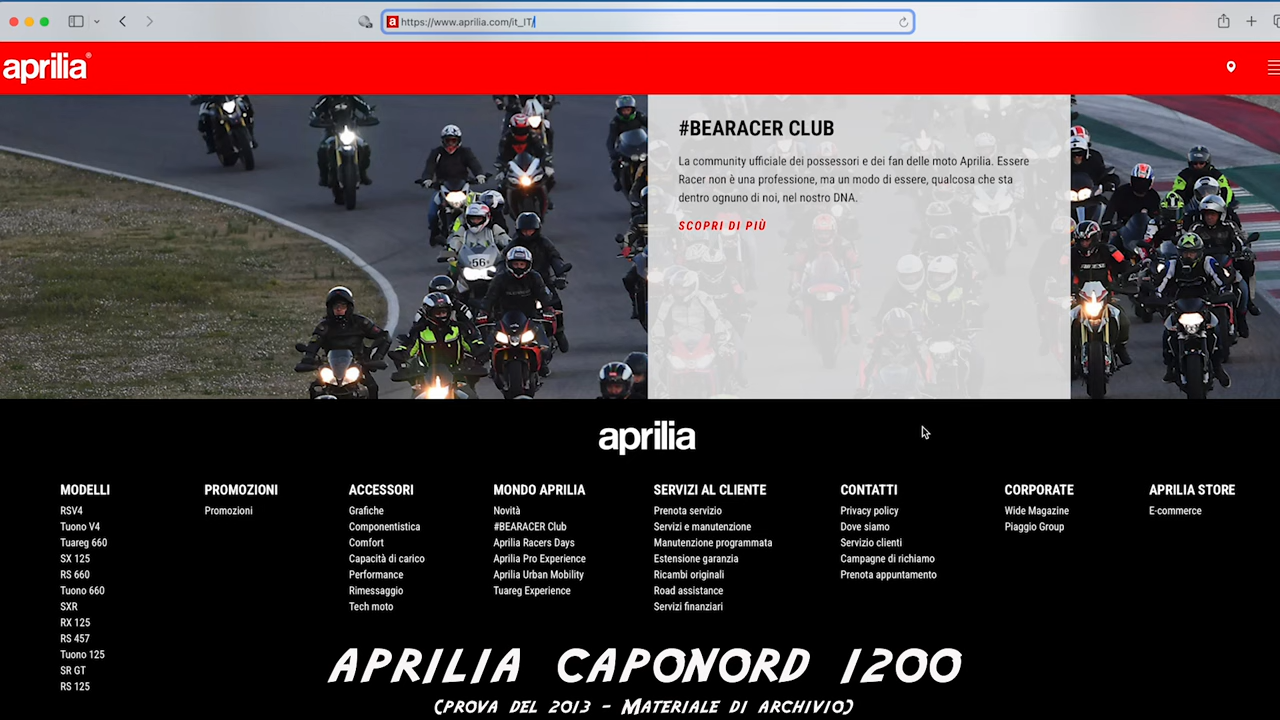 https://www.aprilia.com/it_IT/
aprilia
#BEARACER CLUB
La community ufficiale dei possessori e dei fan delle moto Aprilia. Essere
Racer non è una professione, ma un modo di essere, qualcosa che sta
dentro ognuno di noi, nel nostro DNA.
SCOPRI DI PIÙ
56
aprilia
MODELLI
RSV4
Tuono V4
Tuareg 660
SX 125
RS 660
Tuono 660
SXR
RX 125
RS 457
Tuono 125
SR GT
RS 125
PROMOZIONI
Promozioni
ACCESSORI
Grafiche
Componentistica
Comfort
Capacità di carico
Performance
Rimessaggio
Tech moto
MONDO APRILIA
Novità
#BEARACER Club
Aprilia Racers Days
Aprilia Pro Experience
Aprilia Urban Mobility
Tuareg Experience
SERVIZI AL CLIENTE
Prenota servizio
Servizi e manutenzione
Manutenzione programmata
Estensione garanzia
Ricambi originali
Road assistance
Servizi finanziari
CONTATTI
Privacy policy
Dove siamo
Servizio clienti
Campagne di richiamo
Prenota appuntamento
CORPORATE
Wide Magazine
Piaggio Group
APRILIA STORE
E-commerce
APRILIA CAPONORD 1200
(PROVA DEL 2013 - MATERIALE DI ARCHIVIO)